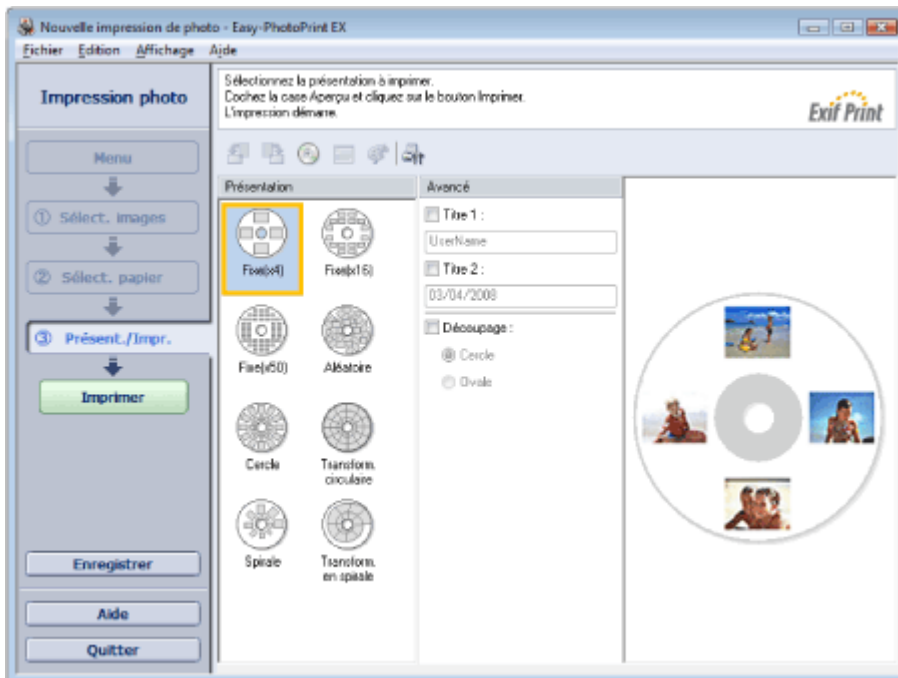 Nouvelle impression de photo - Easy-PhotoPrint EX
Fichier Edition Affichage Aide
Impression photo
Sélectionnez la présentation à imprimer.
Cochez la case Aperçu et cliquez sur le bouton Imprimer.
L'impression démarre.
Exif Print
Menu
① Sélect. images
② Sélect. papier
③ Présent./Impr.
Imprimer
Enregistrer
Aide
Quitter
Présentation
Fixe(x4)
Fixe(x16)
Fixe(x50)
Aléatoire
Cercle
Transform.
circulaire
Spirale
Transform.
en spirale
Avancé
Titre 1 :
UserName
Titre 2 :
03/04/2008
Découpage :
Cercle
Ovale